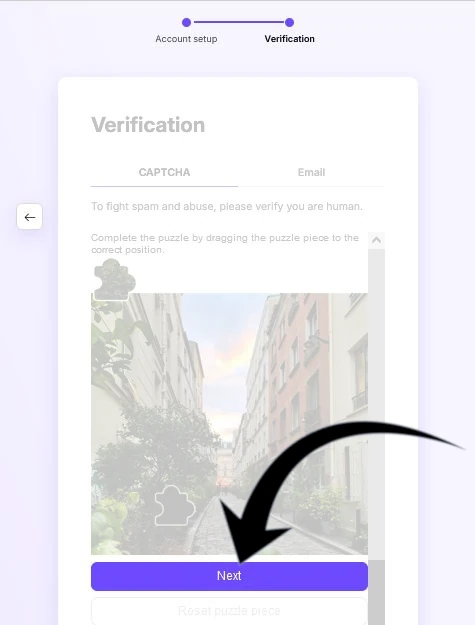 Account setup
Verification
Verification
CAPTCHA
Email
To fight spam and abuse, please verify you are human.
Complete the puzzle by dragging the puzzle piece to the
correct position.
Next
Reset puzzle piece